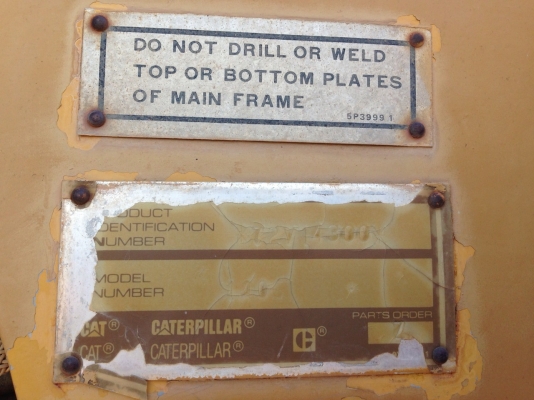 DO NOT DRILL OR WELD
TOP OR BOTTOM PLATES
OF MAIN FRAME
5P3999 1
PRODUCT
IDENTIFICATION
NUMBER
MODEL
NUMBER
PARTS ORDER
CAT® CATERPILLAR® C®
CAT® CATERPILLAR®